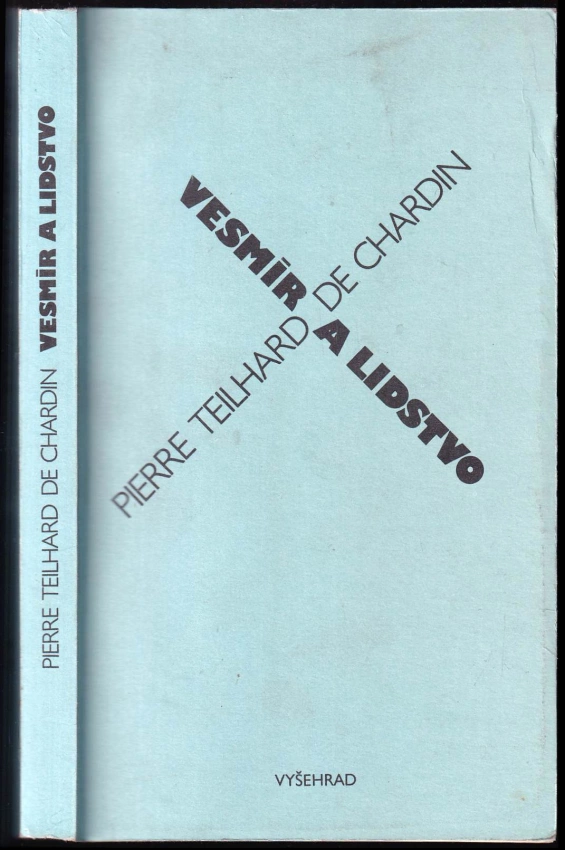 PIERRE TEILHARD DE CHARDIN VESMÍR A LIDSTVO
VESMÍR A LIDSTVO
PIERRE TEILHARD DE CHARDIN
VYŠEHRAD